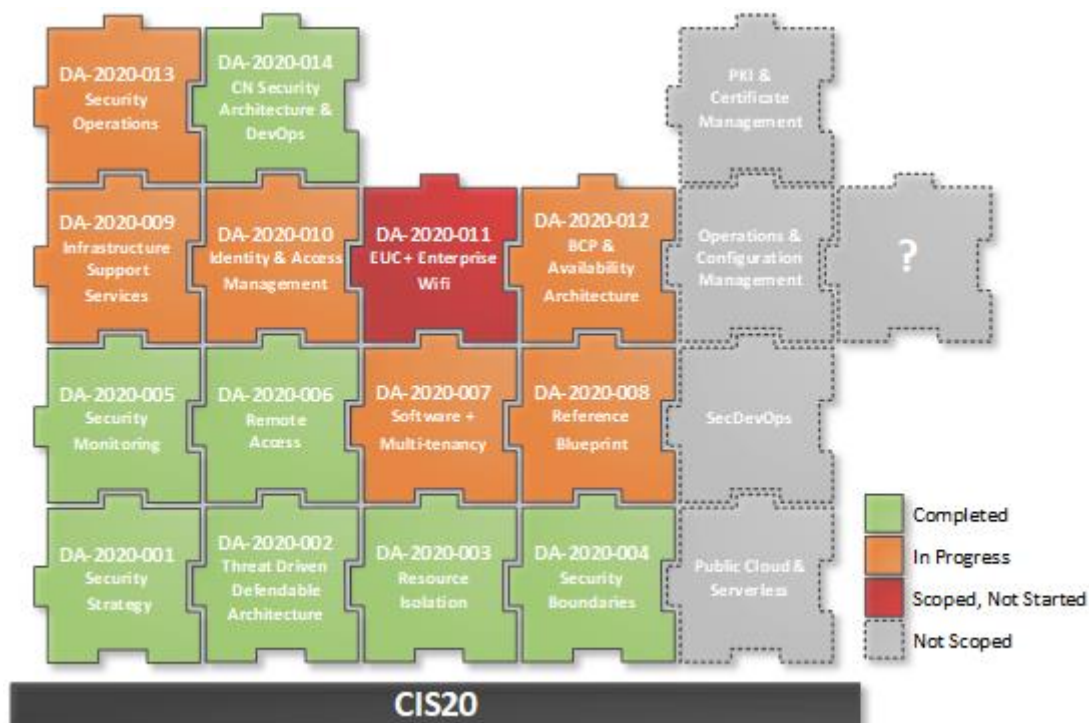 DA-2020-013
Security
Operations
DA-2020-014
CN Security
Architecture &
DevOps
PKI &
Certificate
Management
DA-2020-009
Infrastructure
Support
Services
DA-2020-010
Identity & Access
Management
DA-2020-011
EUC+ Enterprise
Wifi
DA-2020-012
BCP &
Availability
Architecture
Operations &
Configuration
Management
?
DA-2020-005
Security
Monitoring
DA-2020-006
Remote
Access
DA-2020-007
Software +
Multi-tenancy
DA-2020-008
Reference
Blueprint
SecDevOps
DA-2020-001
Security
Strategy
DA-2020-002
Threat Driven
Defendable
Architecture
DA-2020-003
Resource
Isolation
DA-2020-004
Security
Boundaries
Public Cloud &
Serverless
Completed
In Progress
Scoped, Not Started
Not Scoped
CIS20